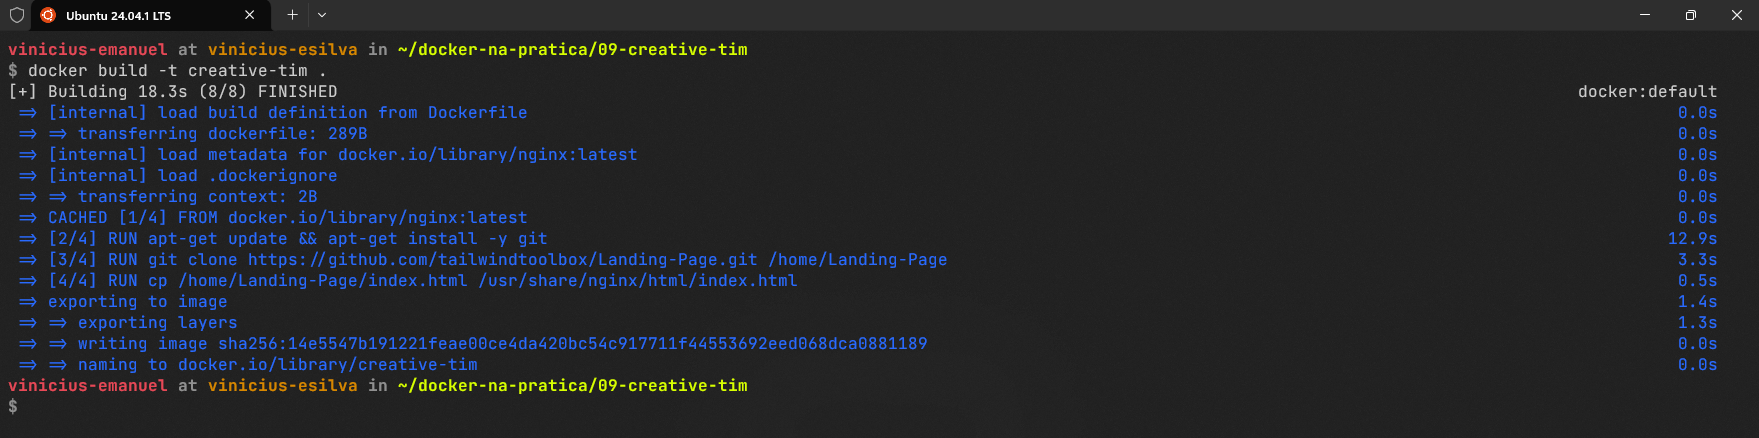 Ubuntu 24.04.1 LTS
vinicius-emanuel at vinicius-esilva in ~/docker-na-pratica/09-creative-tim
$ docker build -t creative-tim .
[+] Building 18.3s (8/8) FINISHED docker:default
=> [internal] load build definition from Dockerfile 0.0s
=> => transferring dockerfile: 289B 0.0s
=> [internal] load metadata for docker.io/library/nginx:latest 0.0s
=> [internal] load .dockerignore 0.0s
=> => transferring context: 2B 0.0s
=> CACHED [1/4] FROM docker.io/library/nginx:latest 0.0s
=> [2/4] RUN apt-get update && apt-get install -y git 12.9s
=> [3/4] RUN git clone https://github.com/tailwindtoolbox/Landing-Page.git /home/Landing-Page 3.3s
=> [4/4] RUN cp /home/Landing-Page/index.html /usr/share/nginx/html/index.html 0.5s
=> exporting to image 1.4s
=> => exporting layers 1.3s
=> => writing image sha256:14e5547b191221feae00ce4da420bc54c917711f44553692eed068dca0881189 0.0s
=> => naming to docker.io/library/creative-tim 0.0s
vinicius-emanuel at vinicius-esilva in ~/docker-na-pratica/09-creative-tim
$